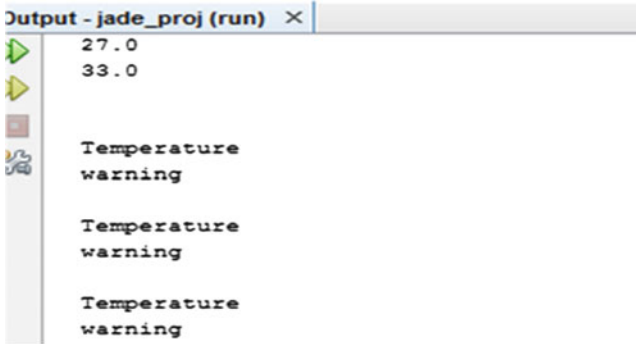 Output - jade_proj (run) ×
27.0
33.0
Temperature
warning
Temperature
warning
Temperature
warning